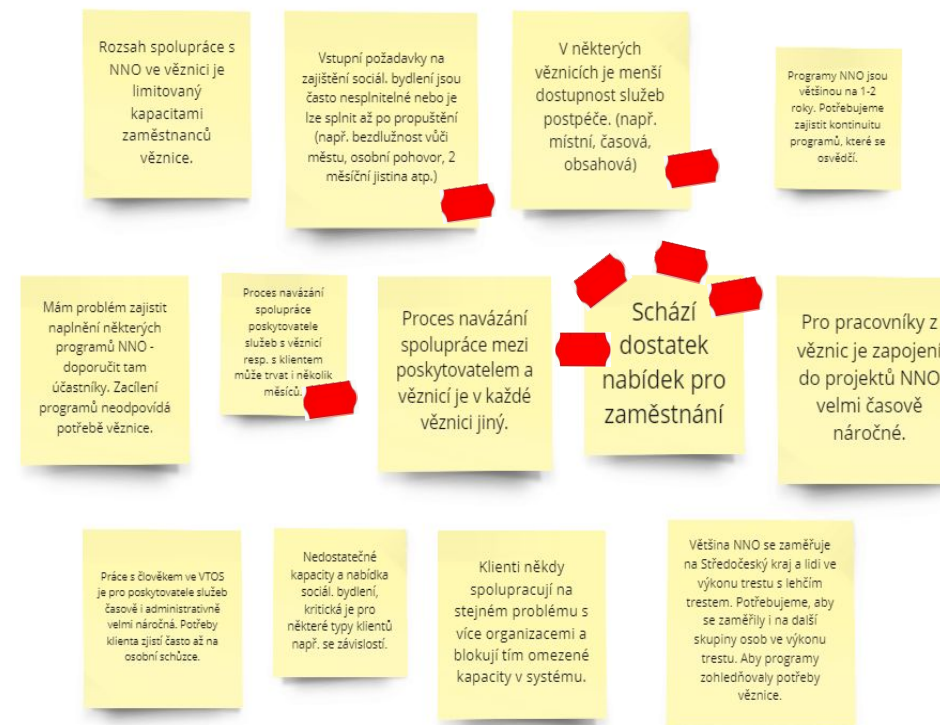 Rozsah spolupráce s
NNO ve věznici je
limitovaný
kapacitami
zaměstnanců
věznice.
Vstupní požadavky na
zajištění sociál. bydlení jsou
často nesplnitelné nebo je
lze splnit až po propuštění
(např. bezdlužnost vůči
městu, osobní pohovor, 2
měsíční jistina atp.)
V některých
věznicích je menší
dostupnost služeb
postpéče. (např.
místní, časová,
obsahová)
Programy NNO jsou
většinou na 1-2
roky. Potřebujeme
zajistit kontinuitu
programů, které se
osvědčí.
Mám problém zajistit
naplnění některých
programů NNO -
doporučit tam
účastníky. Zacílení
programů neodpovídá
potřebě věznice.
Proces navázání
spolupráce
poskytovatele
služeb s věznicí
resp. s klientem
může trvat i několik
měsíců.
Proces navázání
spolupráce mezi
poskytovatelem a
věznicí je v každé
věznici jiný.
Schází
dostatek
nabídek pro
zaměstnání
Pro pracovníky z
věznic je zapojení
do projektů NNO
velmi časově
náročné.
Práce s člověkem ve VTOS
je pro poskytovatele služeb
časově i administrativně
velmi náročná. Potřeby
klienta zjistí často až na
osobní schůzce.
Nedostatečné
kapacity a nabídka
sociál. bydlení,
kritická je pro
některé typy klientů
např. se závislostí.
Klienti někdy
spolupracují na
stejném problému s
více organizacemi a
blokují tím omezené
kapacity v systému.
Většina NNO se zaměřuje
na Středočeský kraj a lidi ve
výkonu trestu s lehčím
trestem. Potřebujeme, aby
se zaměřily i na další
skupiny osob ve výkonu
trestu. Aby programy
zohledňovaly potřeby
věznice.